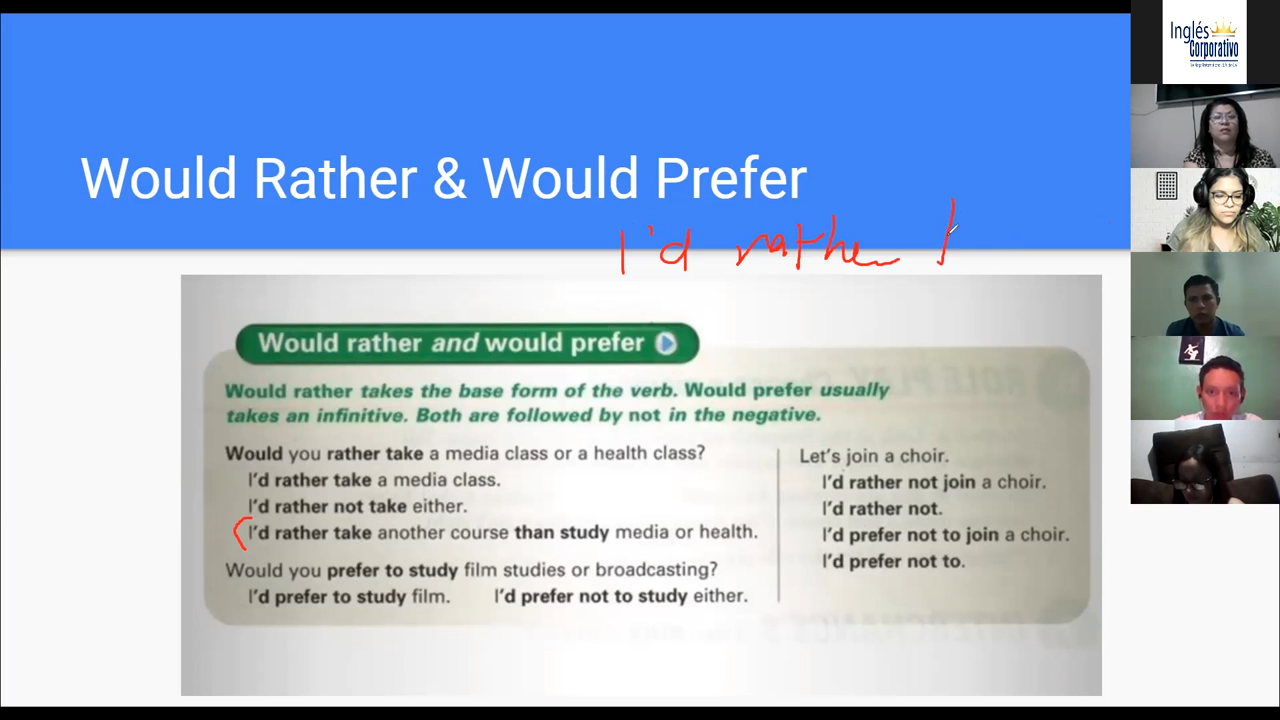 Would Rather & Would Prefer
I'd rather
Would rather and would prefer
Would rather takes the base form of the verb. Would prefer usually
takes an infinitive. Both are followed by not in the negative.
Would you rather take a media class or a health class?
I'd rather take a media class.
I'd rather not take either.
I'd rather take another course than study media or health.
Would you prefer to study film studies or broadcasting?
I'd prefer to study film. I'd prefer not to study either.
Let's join a choir.
I'd rather not join a choir.
I'd rather not.
I'd prefer not to join a choir.
I'd prefer not to.
Inglés
Corporativo